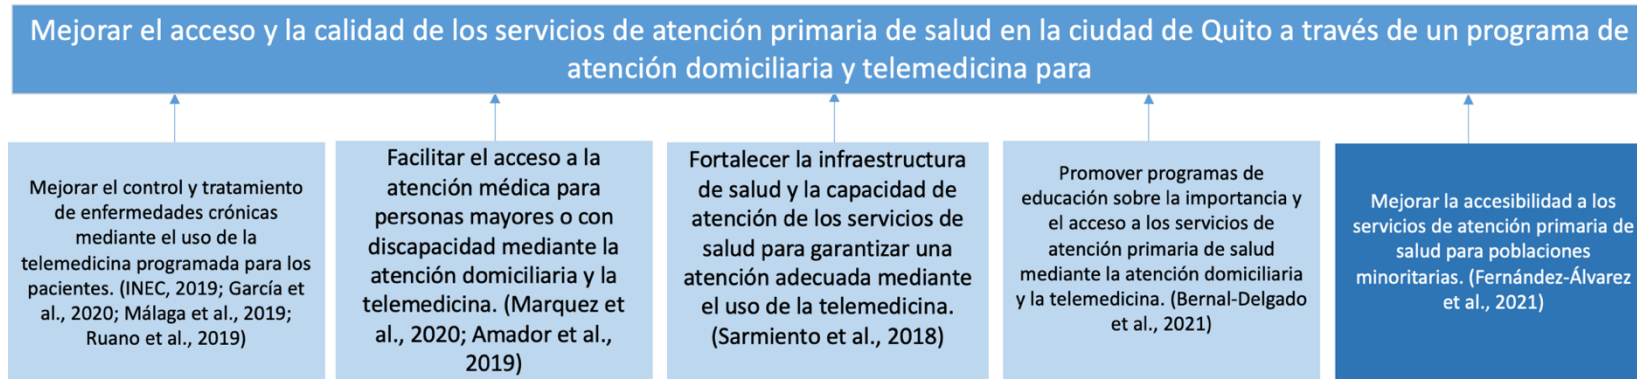 Mejorar el acceso y la calidad de los servicios de atención primaria de salud en la ciudad de Quito a través de un programa de
atención domiciliaria y telemedicina para
Mejorar el control y tratamiento
de enfermedades crónicas
mediante el uso de la
telemedicina programada para los
pacientes. (INEC, 2019; García et
al., 2020; Málaga et al., 2019;
Ruano et al., 2019)
Facilitar el acceso a la
atención médica para
personas mayores o con
discapacidad mediante la
atención domiciliaria y la
telemedicina. (Marquez et
al., 2020; Amador et al.,
2019)
Fortalecer la infraestructura
de salud y la capacidad de
atención de los servicios de
salud para garantizar una
atención adecuada mediante
el uso de la telemedicina.
(Sarmiento et al., 2018)
Promover programas de
educación sobre la importancia y
el acceso a los servicios de
atención primaria de salud
mediante la atención domiciliaria
y la telemedicina. (Bernal-Delgado
et al., 2021)
Mejorar la accesibilidad a los
servicios de atención primaria de
salud para poblaciones
minoritarias. (Fernández-Álvarez
et al., 2021)